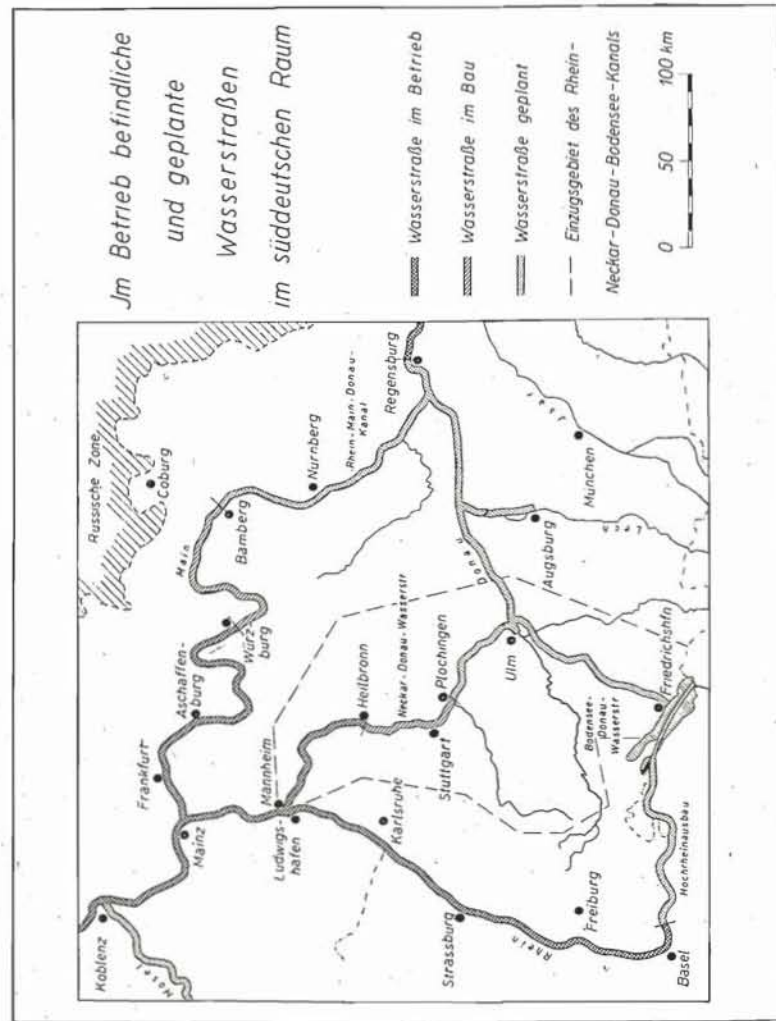 Jm Betrieb befindliche
und geplante
Wasserstraßen
im süddeutschen Raum
Wasserstraße im Betrieb
Wasserstraße im Bau
Wasserstraße geplant
Einzugsgebiet des Rhein-
Neckar-Donau-Bodensee-Kanals
0 50 100 km
Russische Zone
Coburg
Koblenz
Mosel
Frankfurt
Mainz
Aschaffen-
burg
Würz-
burg
Main
Bamberg
Nürnberg
Rhein-Main-Donau-
Kanal
Regensburg
Mannheim
Ludwigs-
hafen
Heilbronn
Neckar-Donau-Wasserstr
Karlsruhe
Stuttgart
Plochingen
Donau
Ulm
Augsburg
Lech
Isar
München
Strassburg
Rhein
Freiburg
Bodensee-
Donau-
Wasserstr
Friedrichshfn
Hochrheinausbau
Basel